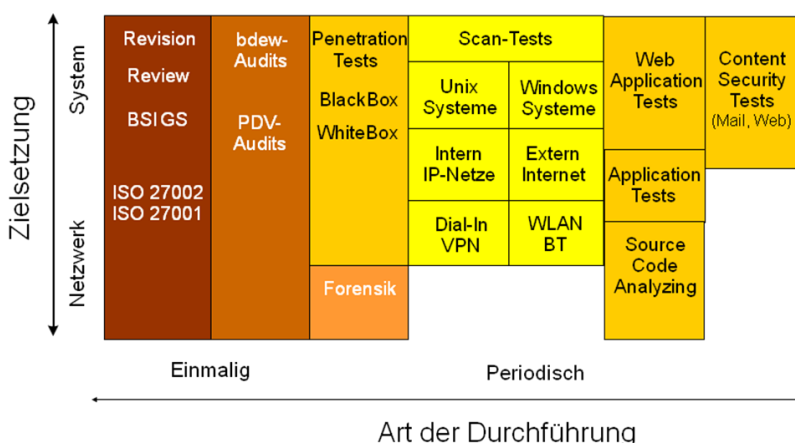 Zielsetzung
System
Netzwerk
Revision
Review
BSIGS
ISO 27002
ISO 27001
bdew-
Audits
PDV-
Audits
Penetration
Tests
BlackBox
WhiteBox
Forensik
Scan-Tests
Unix
Systeme
Windows
Systeme
Intern
IP-Netze
Extern
Internet
Dial-In
VPN
WLAN
BT
Web
Application
Tests
Application
Tests
Source
Code
Analyzing
Content
Security
Tests
(Mail, Web)
Einmalig
Periodisch
Art der Durchführung